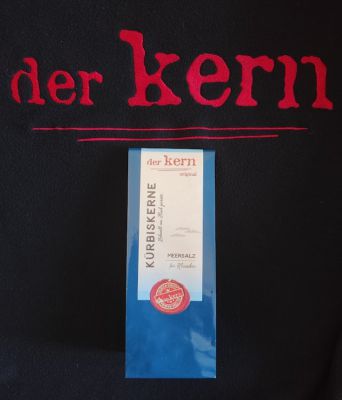 der kern
der kern
original
KÜRBISKERNE
MEERSALZ